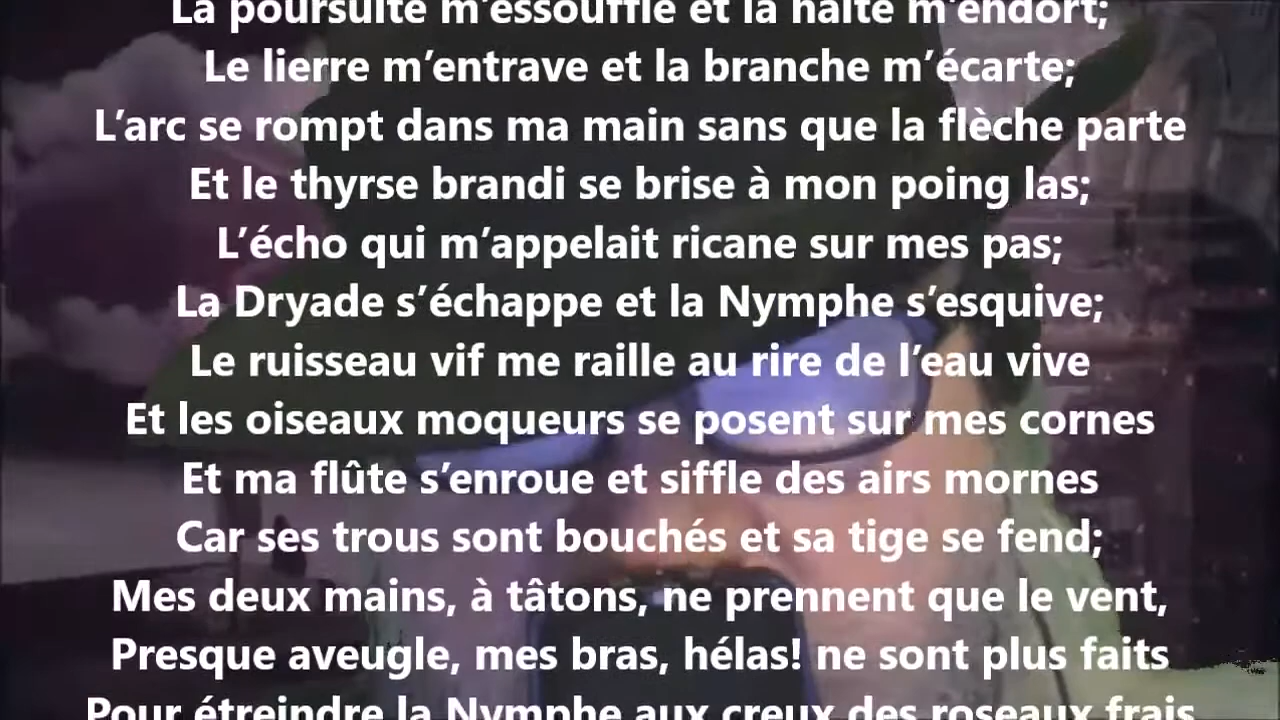 La poursuite m’essouffle et la halte m’endort;
Le lierre m’entrave et la branche m’écarte;
L’arc se rompt dans ma main sans que la flèche parte
Et le thyrse brandi se brise à mon poing las;
L’écho qui m’appelait ricane sur mes pas;
La Dryade s’échappe et la Nymphe s’esquive;
Le ruisseau vif me raille au rire de l’eau vive
Et les oiseaux moqueurs se posent sur mes cornes
Et ma flûte s’enroue et siffle des airs mornes
Car ses trous sont bouchés et sa tige se fend;
Mes deux mains, à tâtons, ne prennent que le vent,
Presque aveugle, mes bras, hélas! ne sont plus faits
Pour étreindre la Nymphe aux creux des roseaux frais